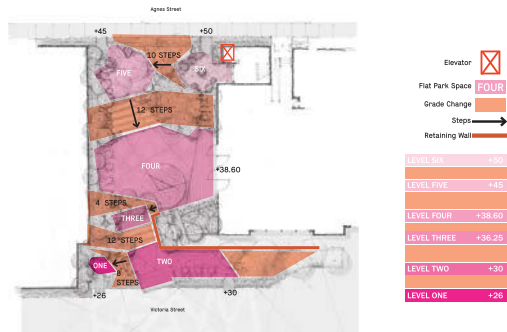 Agnes Street
+45
+50
10 STEPS
FIVE
SIX
12 STEPS
FOUR
+38.60
4 STEPS
THREE
12 STEPS
ONE
TWO
8
STEPS
+26
+30
Victoria Street
Elevator
Flat Park Space
FOUR
Grade Change
Steps
Retaining Wall
LEVEL SIX +50
LEVEL FIVE +45
LEVEL FOUR +38.60
LEVEL THREE +36.25
LEVEL TWO +30
LEVEL ONE +26